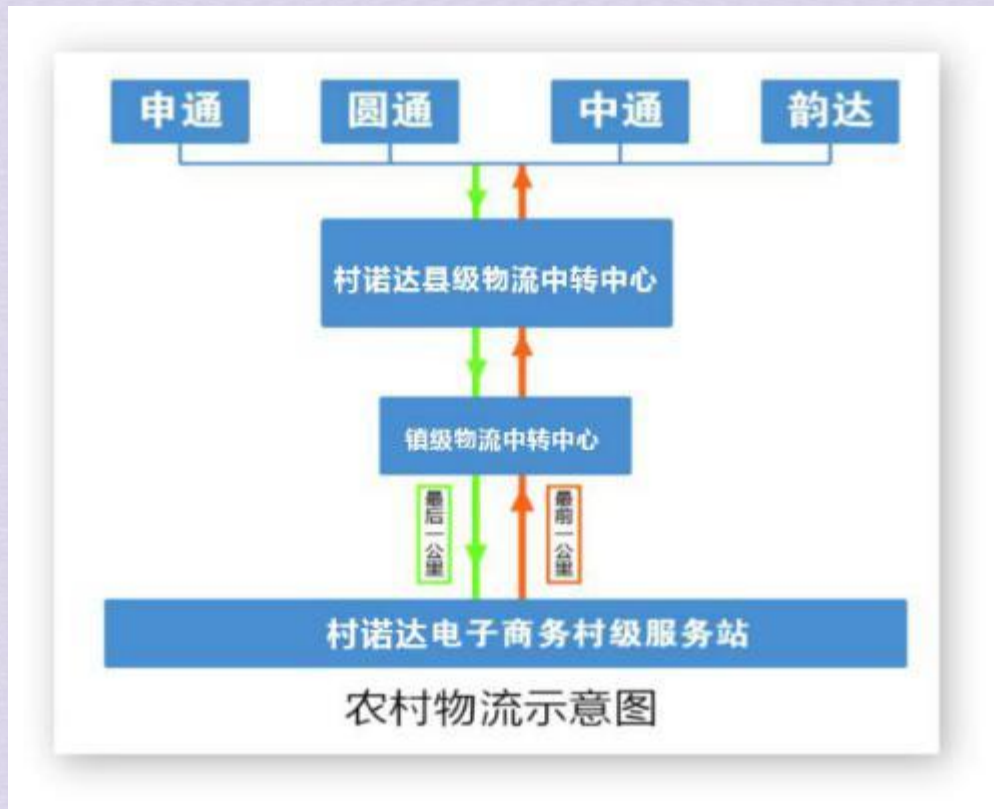 申通
圆通
中通
韵达
村诺达县级物流中转中心
镇级物流中转中心
最后一公里
最前一公里
村诺达电子商务村级服务站
农村物流示意图